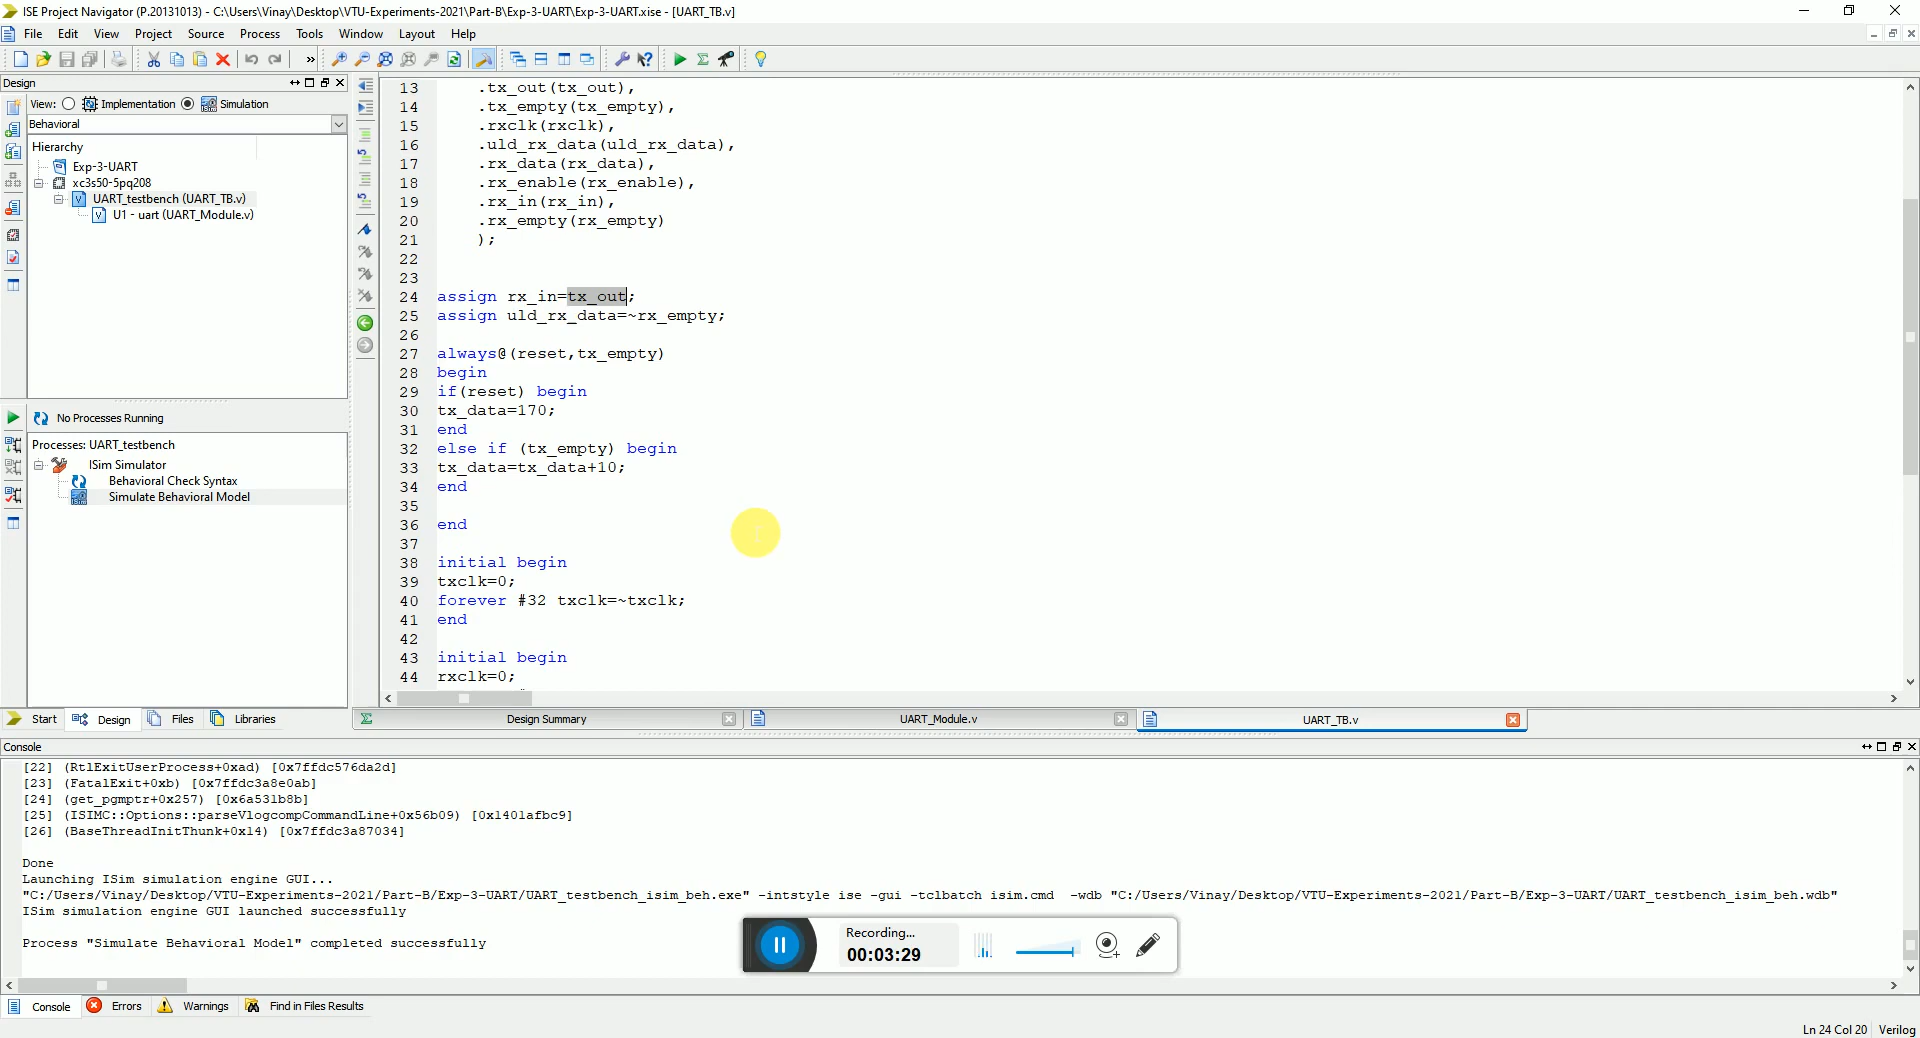 ISE Project Navigator (P.20131013) - C:\Users\Vinay\Desktop\VTU-Experiments-2021\Part-B\Exp-3-UART\Exp-3-UART.xise - [UART_TB.v]
File Edit View Project Source Process Tools Window Layout Help
»
Design
View: Implementation Simulation
Behavioral
Hierarchy
Exp-3-UART
xc3s50-5pq208
UART_testbench (UART_TB.v)
U1 - uart (UART_Module.v)
No Processes Running
Processes: UART_testbench
ISim Simulator
Behavioral Check Syntax
Simulate Behavioral Model
Start Design Files Libraries
13 .tx_out(tx_out),
14 .tx_empty(tx_empty),
15 .rxclk(rxclk),
16 .uld_rx_data(uld_rx_data),
17 .rx_data(rx_data),
18 .rx_enable(rx_enable),
19 .rx_in(rx_in),
20 .rx_empty(rx_empty)
21 );
22
23
24 assign rx_in=tx_out;
25 assign uld_rx_data=~rx_empty;
26
27 always@(reset,tx_empty)
28 begin
29 if(reset) begin
30 tx_data=170;
31 end
32 else if (tx_empty) begin
33 tx_data=tx_data+10;
34 end
35
36 end
37
38 initial begin
39 txclk=0;
40 forever #32 txclk=~txclk;
41 end
42
43 initial begin
44 rxclk=0;
Design Summary UART_Module.v UART_TB.v
Console
[22] (RtlExitUserProcess+0xad) [0x7ffdc576da2d]
[23] (FatalExit+0xb) [0x7ffdc3a8e0ab]
[24] (get_pgmptr+0x257) [0x6a531b8b]
[25] (ISIMC::Options::parseVlogcompCommandLine+0x56b09) [0x1401afbc9]
[26] (BaseThreadInitThunk+0x14) [0x7ffdc3a87034]
Done
Launching ISim simulation engine GUI...
"C:/Users/Vinay/Desktop/VTU-Experiments-2021/Part-B/Exp-3-UART/UART_testbench_isim_beh.exe" -intstyle ise -gui -tclbatch isim.cmd -wdb "C:/Users/Vinay/Desktop/VTU-Experiments-2021/Part-B/Exp-3-UART/UART_testbench_isim_beh.wdb"
ISim simulation engine GUI launched successfully
Process "Simulate Behavioral Model" completed successfully
Recording...
00:03:29
Console Errors Warnings Find in Files Results
Ln 24 Col 20 Verilog